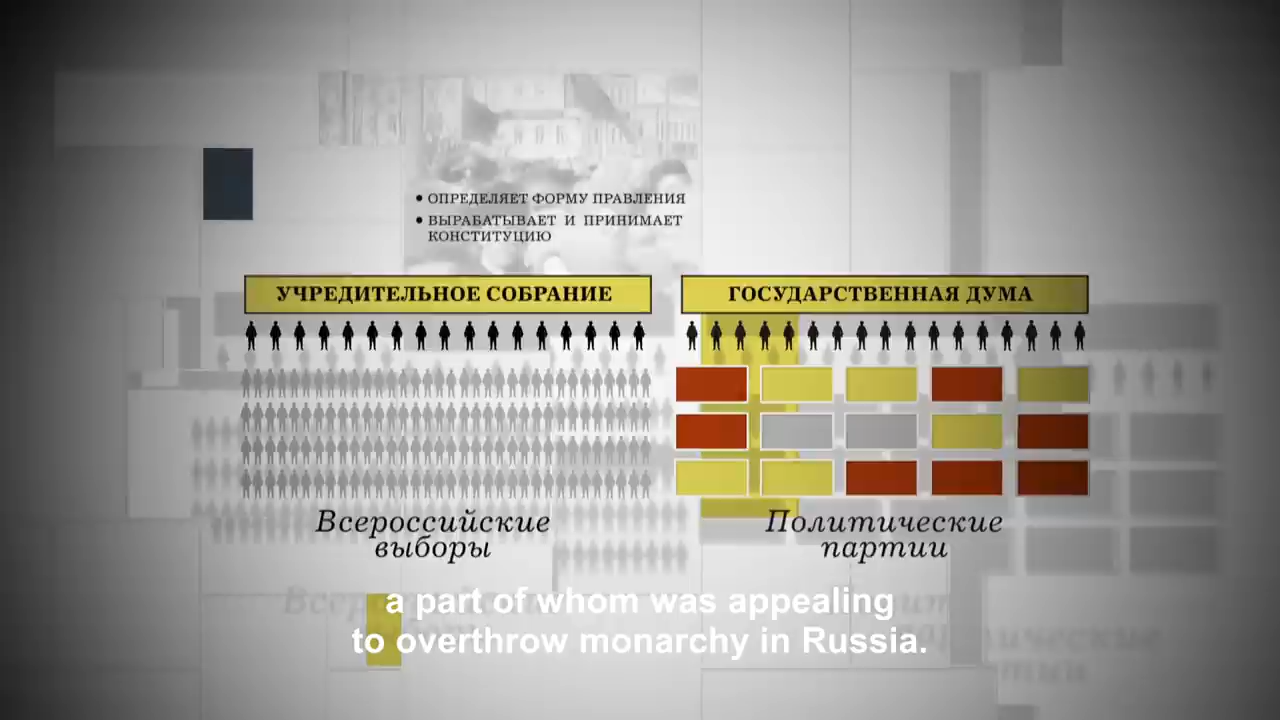 • ОПРЕДЕЛЯЕТ ФОРМУ ПРАВЛЕНИЯ
• ВЫРАБАТЫВАЕТ И ПРИНИМАЕТ
КОНСТИТУЦИЮ
УЧРЕДИТЕЛЬНОЕ СОБРАНИЕ
ГОСУДАРСТВЕННАЯ ДУМА
Всероссийские
выборы
Политические
партии
a part of whom was appealing
to overthrow monarchy in Russia.